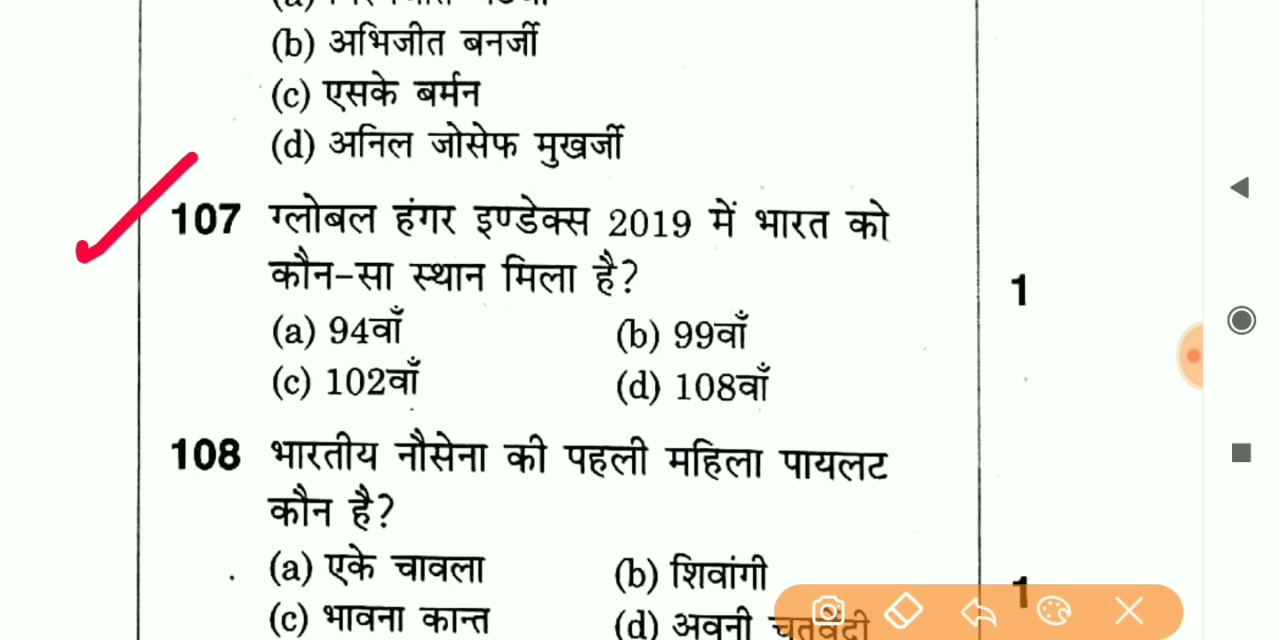 (b) अभिजीत बनर्जी
(c) एसके बर्मन
(d) अनिल जोसेफ मुखर्जी
107 ग्लोबल हंगर इण्डेक्स 2019 में भारत को
कौन-सा स्थान मिला है?
1
(a) 94वाँ (b) 99वाँ
(c) 102वाँ (d) 108वाँ
108 भारतीय नौसेना की पहली महिला पायलट
कौन है?
(a) एके चावला (b) शिवांगी
1
(c) भावना कान्त (d) अवनी चतुर्वेदी